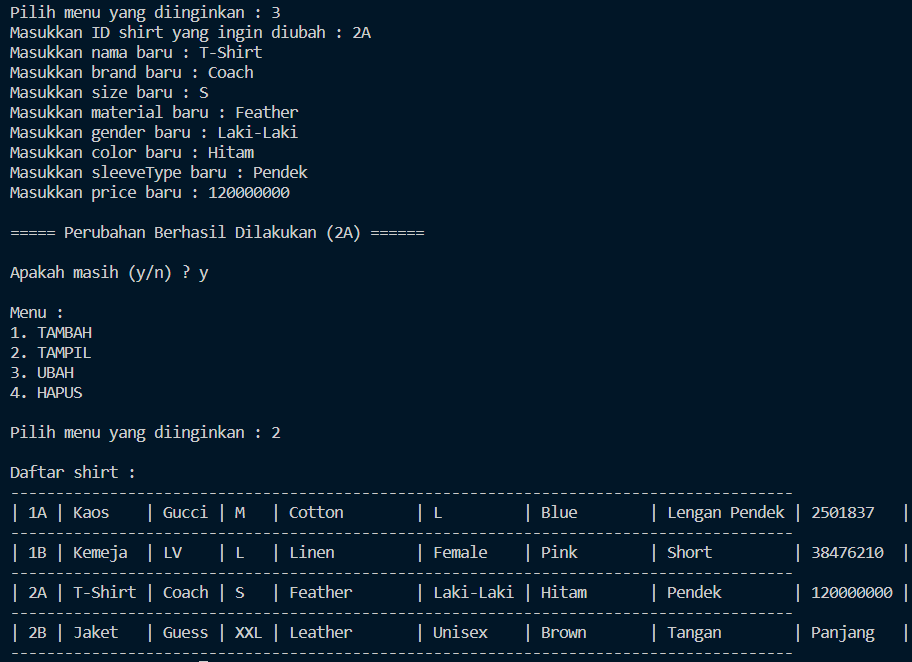 Pilih menu yang diinginkan : 3
Masukkan ID shirt yang ingin diubah : 2A
Masukkan nama baru : T-Shirt
Masukkan brand baru : Coach
Masukkan size baru : S
Masukkan material baru : Feather
Masukkan gender baru : Laki-Laki
Masukkan color baru : Hitam
Masukkan sleeveType baru : Pendek
Masukkan price baru : 120000000
===== Perubahan Berhasil Dilakukan (2A) ======
Apakah masih (y/n) ? y
Menu :
1. TAMBAH
2. TAMPIL
3. UBAH
4. HAPUS
Pilih menu yang diinginkan : 2
Daftar shirt :
---------------------------------------------------------------------------------------
| 1A | Kaos    | Gucci | M   | Cotton        | L         | Blue        | Lengan Pendek | 2501837   |
---------------------------------------------------------------------------------------
| 1B | Kemeja  | LV    | L   | Linen         | Female    | Pink        | Short         | 38476210  |
---------------------------------------------------------------------------------------
| 2A | T-Shirt | Coach | S   | Feather       | Laki-Laki | Hitam       | Pendek        | 120000000 |
---------------------------------------------------------------------------------------
| 2B | Jaket   | Guess | XXL | Leather       | Unisex    | Brown       | Tangan        | Panjang   |
---------------------------------------------------------------------------------------